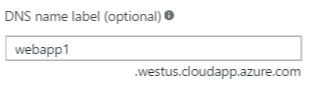 DNS name label (optional)
webapp1
.westus.cloudapp.azure.com